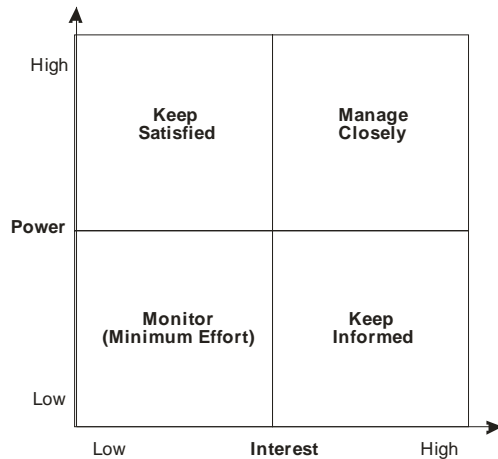 High
Keep
Satisfied
Manage
Closely
Power
Monitor
(Minimum Effort)
Keep
Informed
Low
Low
Interest
High